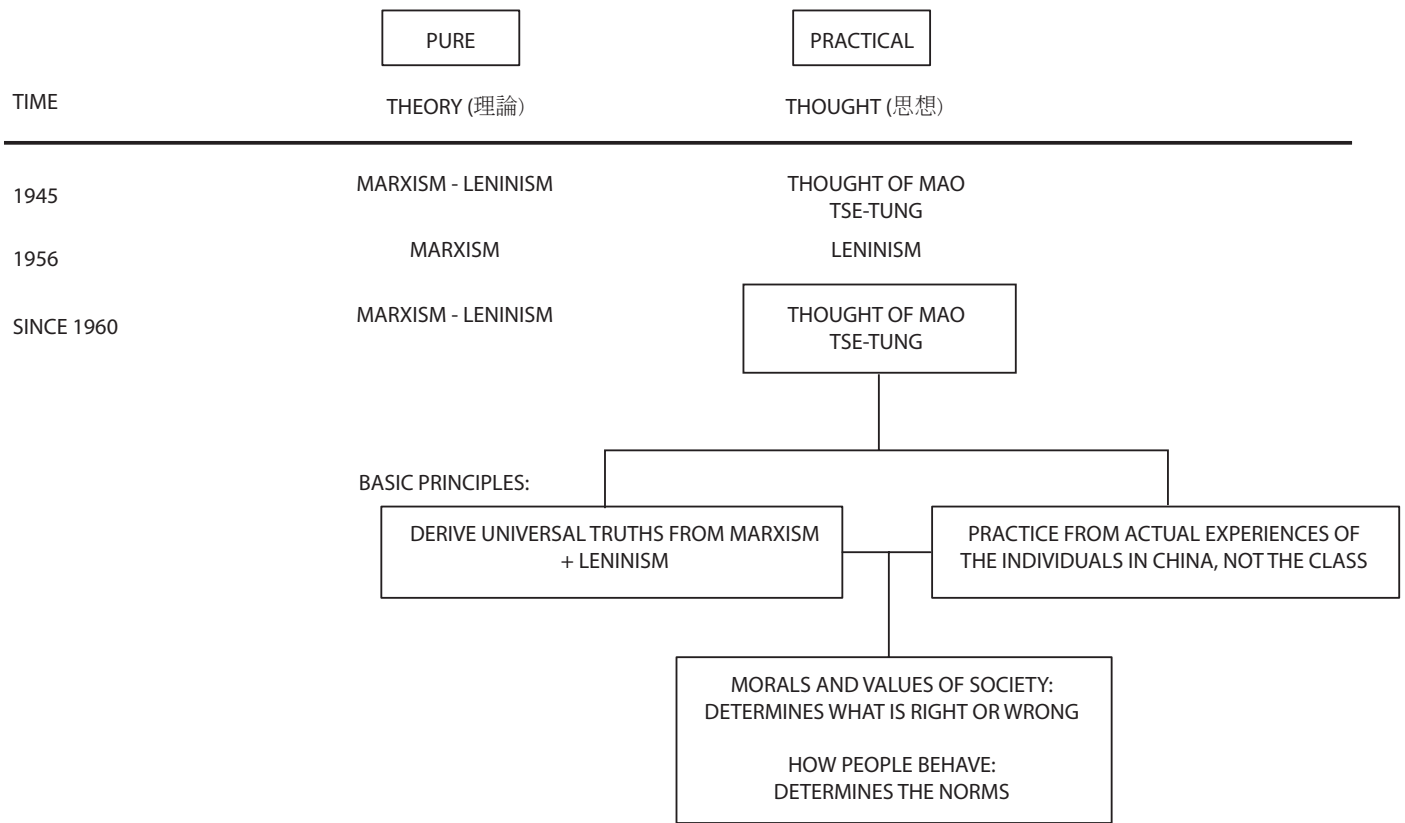 PURE
PRACTICAL
TIME
THEORY (理論)
THOUGHT (思想)
1945
MARXISM - LENINISM
THOUGHT OF MAO
TSE-TUNG
1956
MARXISM
LENINISM
SINCE 1960
MARXISM - LENINISM
THOUGHT OF MAO
TSE-TUNG
BASIC PRINCIPLES:
DERIVE UNIVERSAL TRUTHS FROM MARXISM
+ LENINISM
PRACTICE FROM ACTUAL EXPERIENCES OF
THE INDIVIDUALS IN CHINA, NOT THE CLASS
MORALS AND VALUES OF SOCIETY:
DETERMINES WHAT IS RIGHT OR WRONG
HOW PEOPLE BEHAVE:
DETERMINES THE NORMS